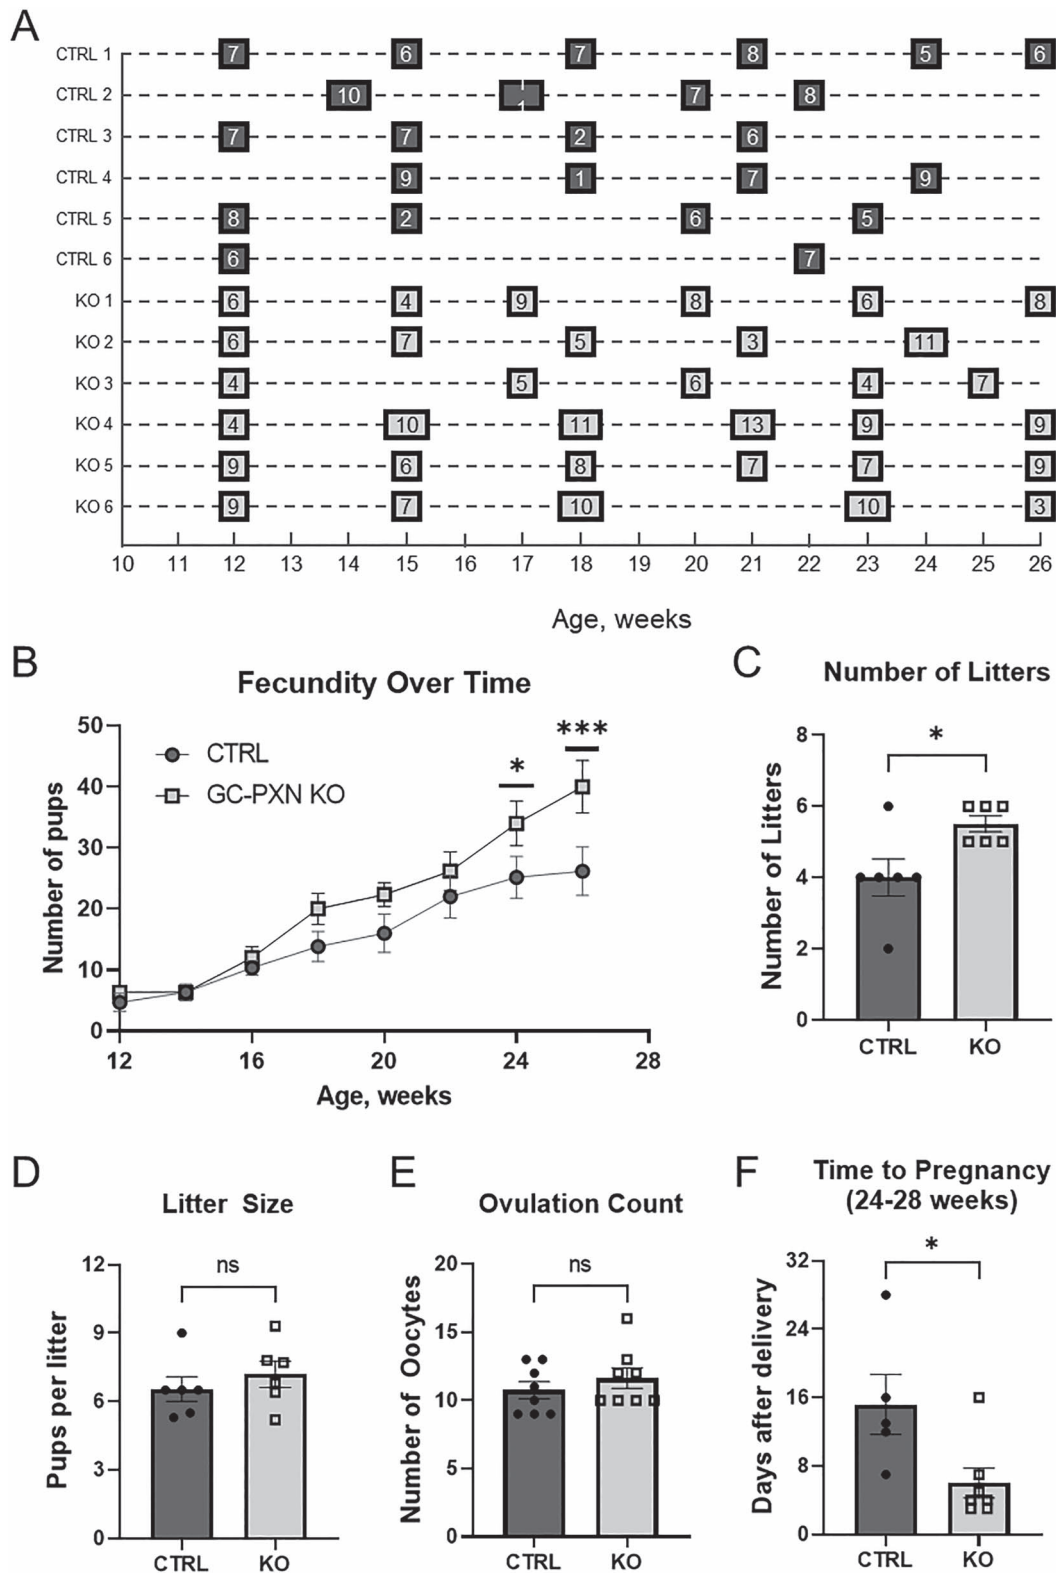 A
CTRL 1 7 6 7 8 5 6
CTRL 2 10 1 7 8
CTRL 3 7 7 2 6
CTRL 4 9 1 7 9
CTRL 5 8 2 6 5
CTRL 6 6 7
KO 1 6 4 9 8 6 8
KO 2 6 7 5 3 11
KO 3 4 5 6 4 7
KO 4 4 10 11 13 9 9
KO 5 9 6 8 7 7 9
KO 6 9 7 10 10 3
10 11 12 13 14 15 16 17 18 19 20 21 22 23 24 25 26
Age, weeks
B
Fecundity Over Time
CTRL
GC-PXN KO
* ***
Number of pups
50
40
30
20
10
0
12 16 20 24 28
Age, weeks
C
Number of Litters
*
Number of Litters
8
6
4
2
0
CTRL KO
D
Litter Size
ns
Pups per litter
12
9
6
3
0
CTRL KO
E
Ovulation Count
ns
Number of Oocytes
20
15
10
5
0
CTRL KO
F
Time to Pregnancy
(24-28 weeks)
*
Days after delivery
32
24
16
8
0
CTRL KO